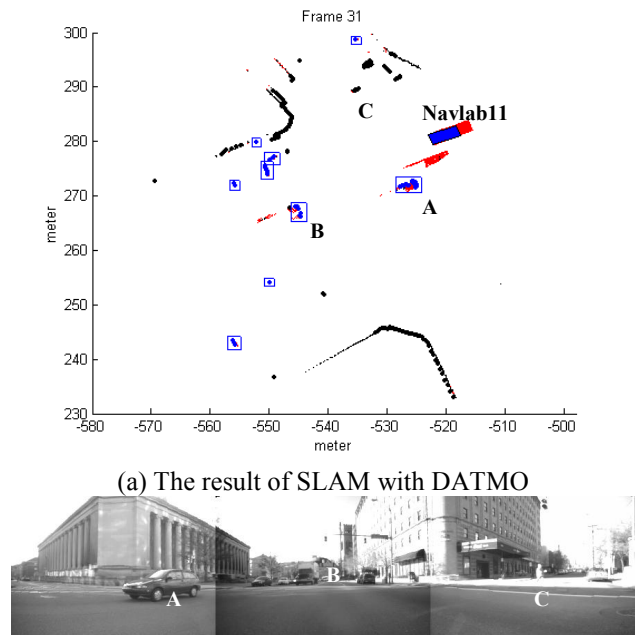 Frame 31
300
290
280
270
260
250
240
230
-580
-570
-560
-550
-540
-530
-520
-510
-500
meter
meter
C
Navlab11
A
B
(a) The result of SLAM with DATMO
A
B
C